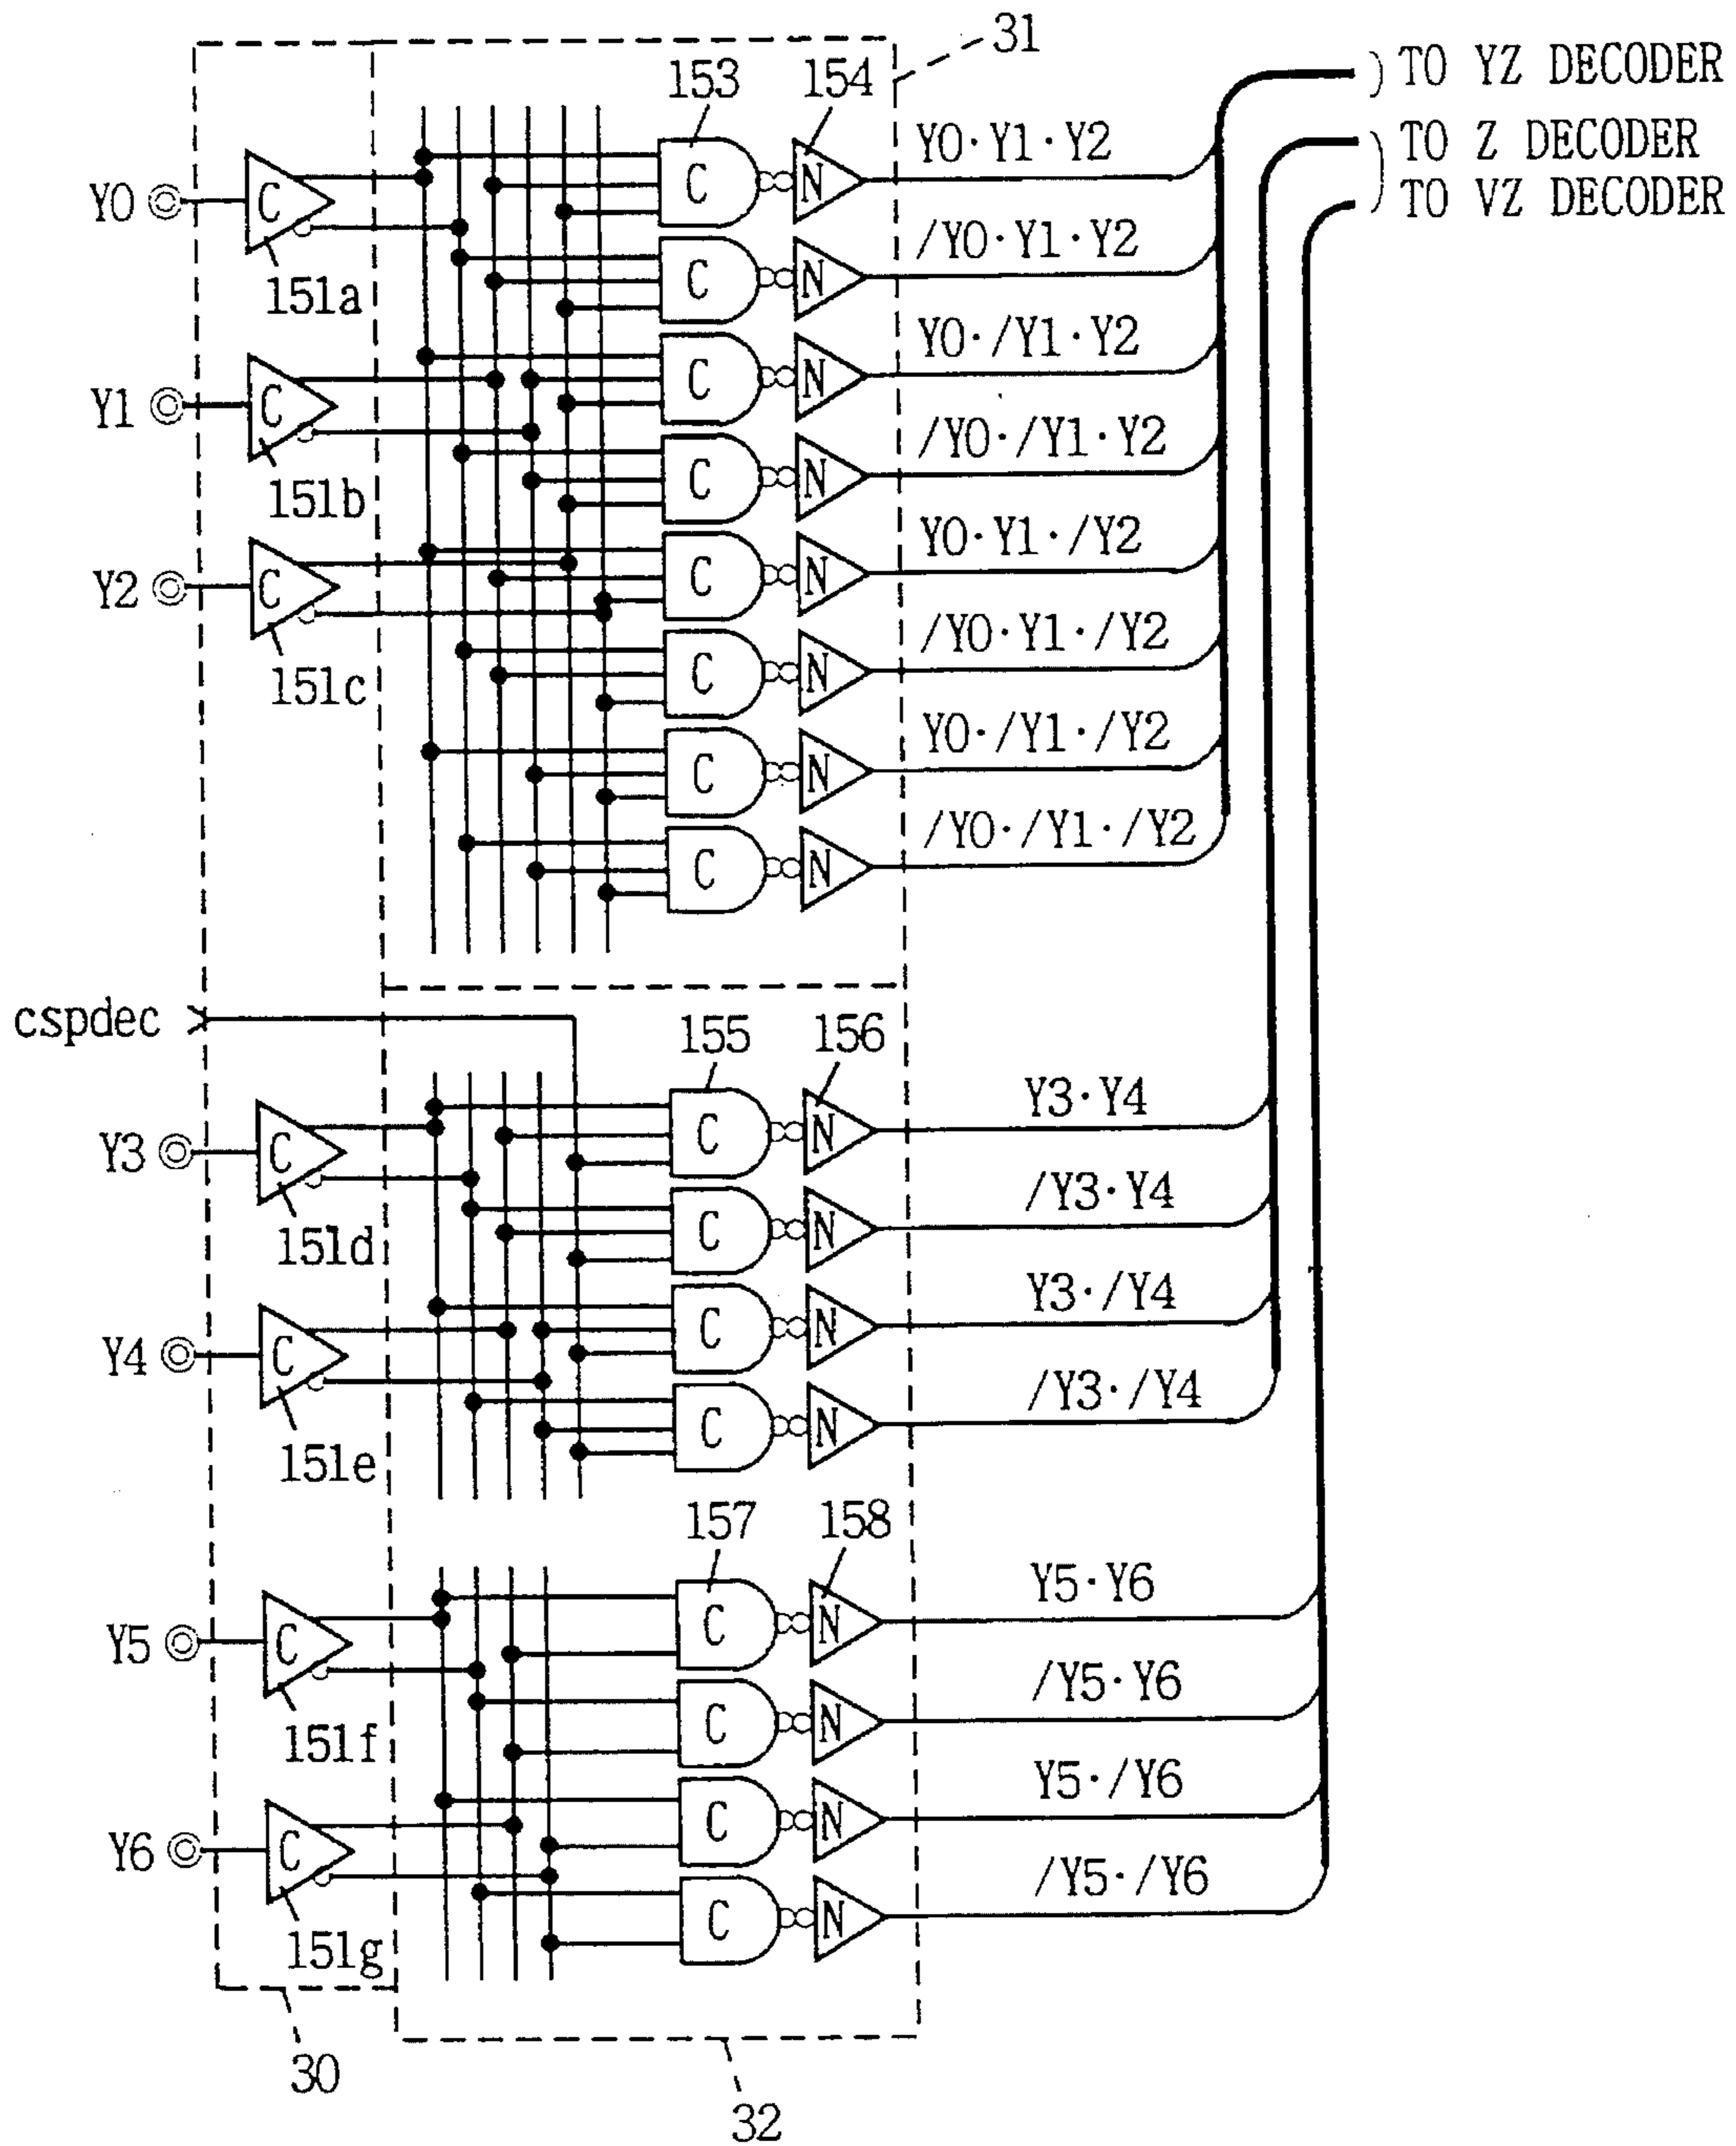 31
TO YZ DECODER
153
154
TO Z DECODER
Y0·Y1·Y2
C
N
TO VZ DECODER
Y0
C
/Y0·Y1·Y2
C
N
151a
Y0·/Y1·Y2
C
N
Y1
C
/Y0·/Y1·Y2
C
N
151b
Y0·Y1·/Y2
C
N
Y2
C
/Y0·Y1·/Y2
C
N
151c
Y0·/Y1·/Y2
C
N
/Y0·/Y1·/Y2
C
N
cspdec
155
156
Y3·Y4
C
N
Y3
C
/Y3·Y4
C
N
151d
Y3·/Y4
C
N
Y4
C
/Y3·/Y4
C
N
151e
157
158
Y5·Y6
C
N
Y5
C
/Y5·Y6
C
N
151f
Y5·/Y6
C
N
Y6
C
/Y5·/Y6
C
N
151g
30
32